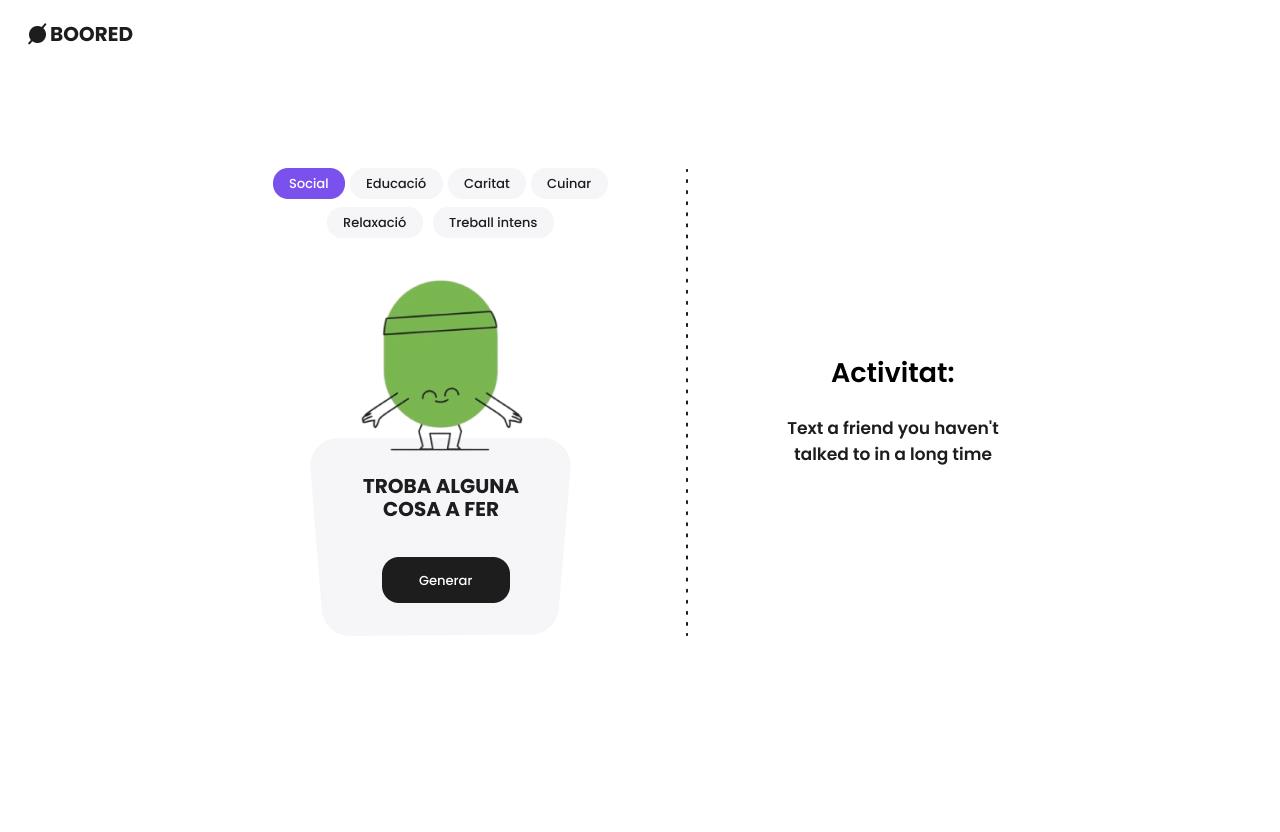 BOORED
Social Educació Caritat Cuinar
Relaxació Treball intens
TROBA ALGUNA
COSA A FER
Generar
Activitat:
Text a friend you haven't
talked to in a long time